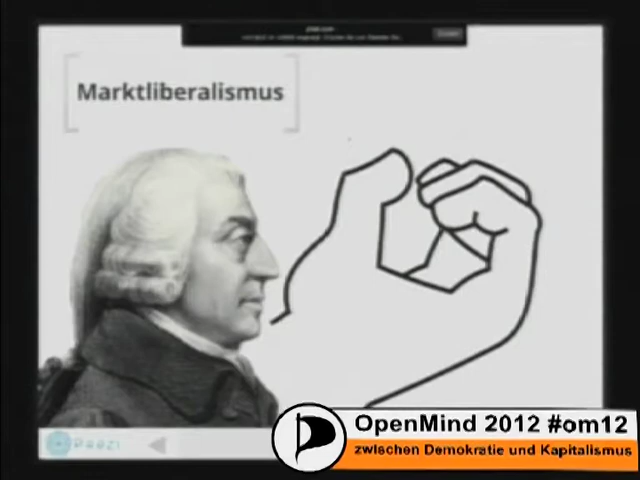 Marktliberalismus
Prezi
OpenMind 2012 #om12
zwischen Demokratie und Kapitalismus